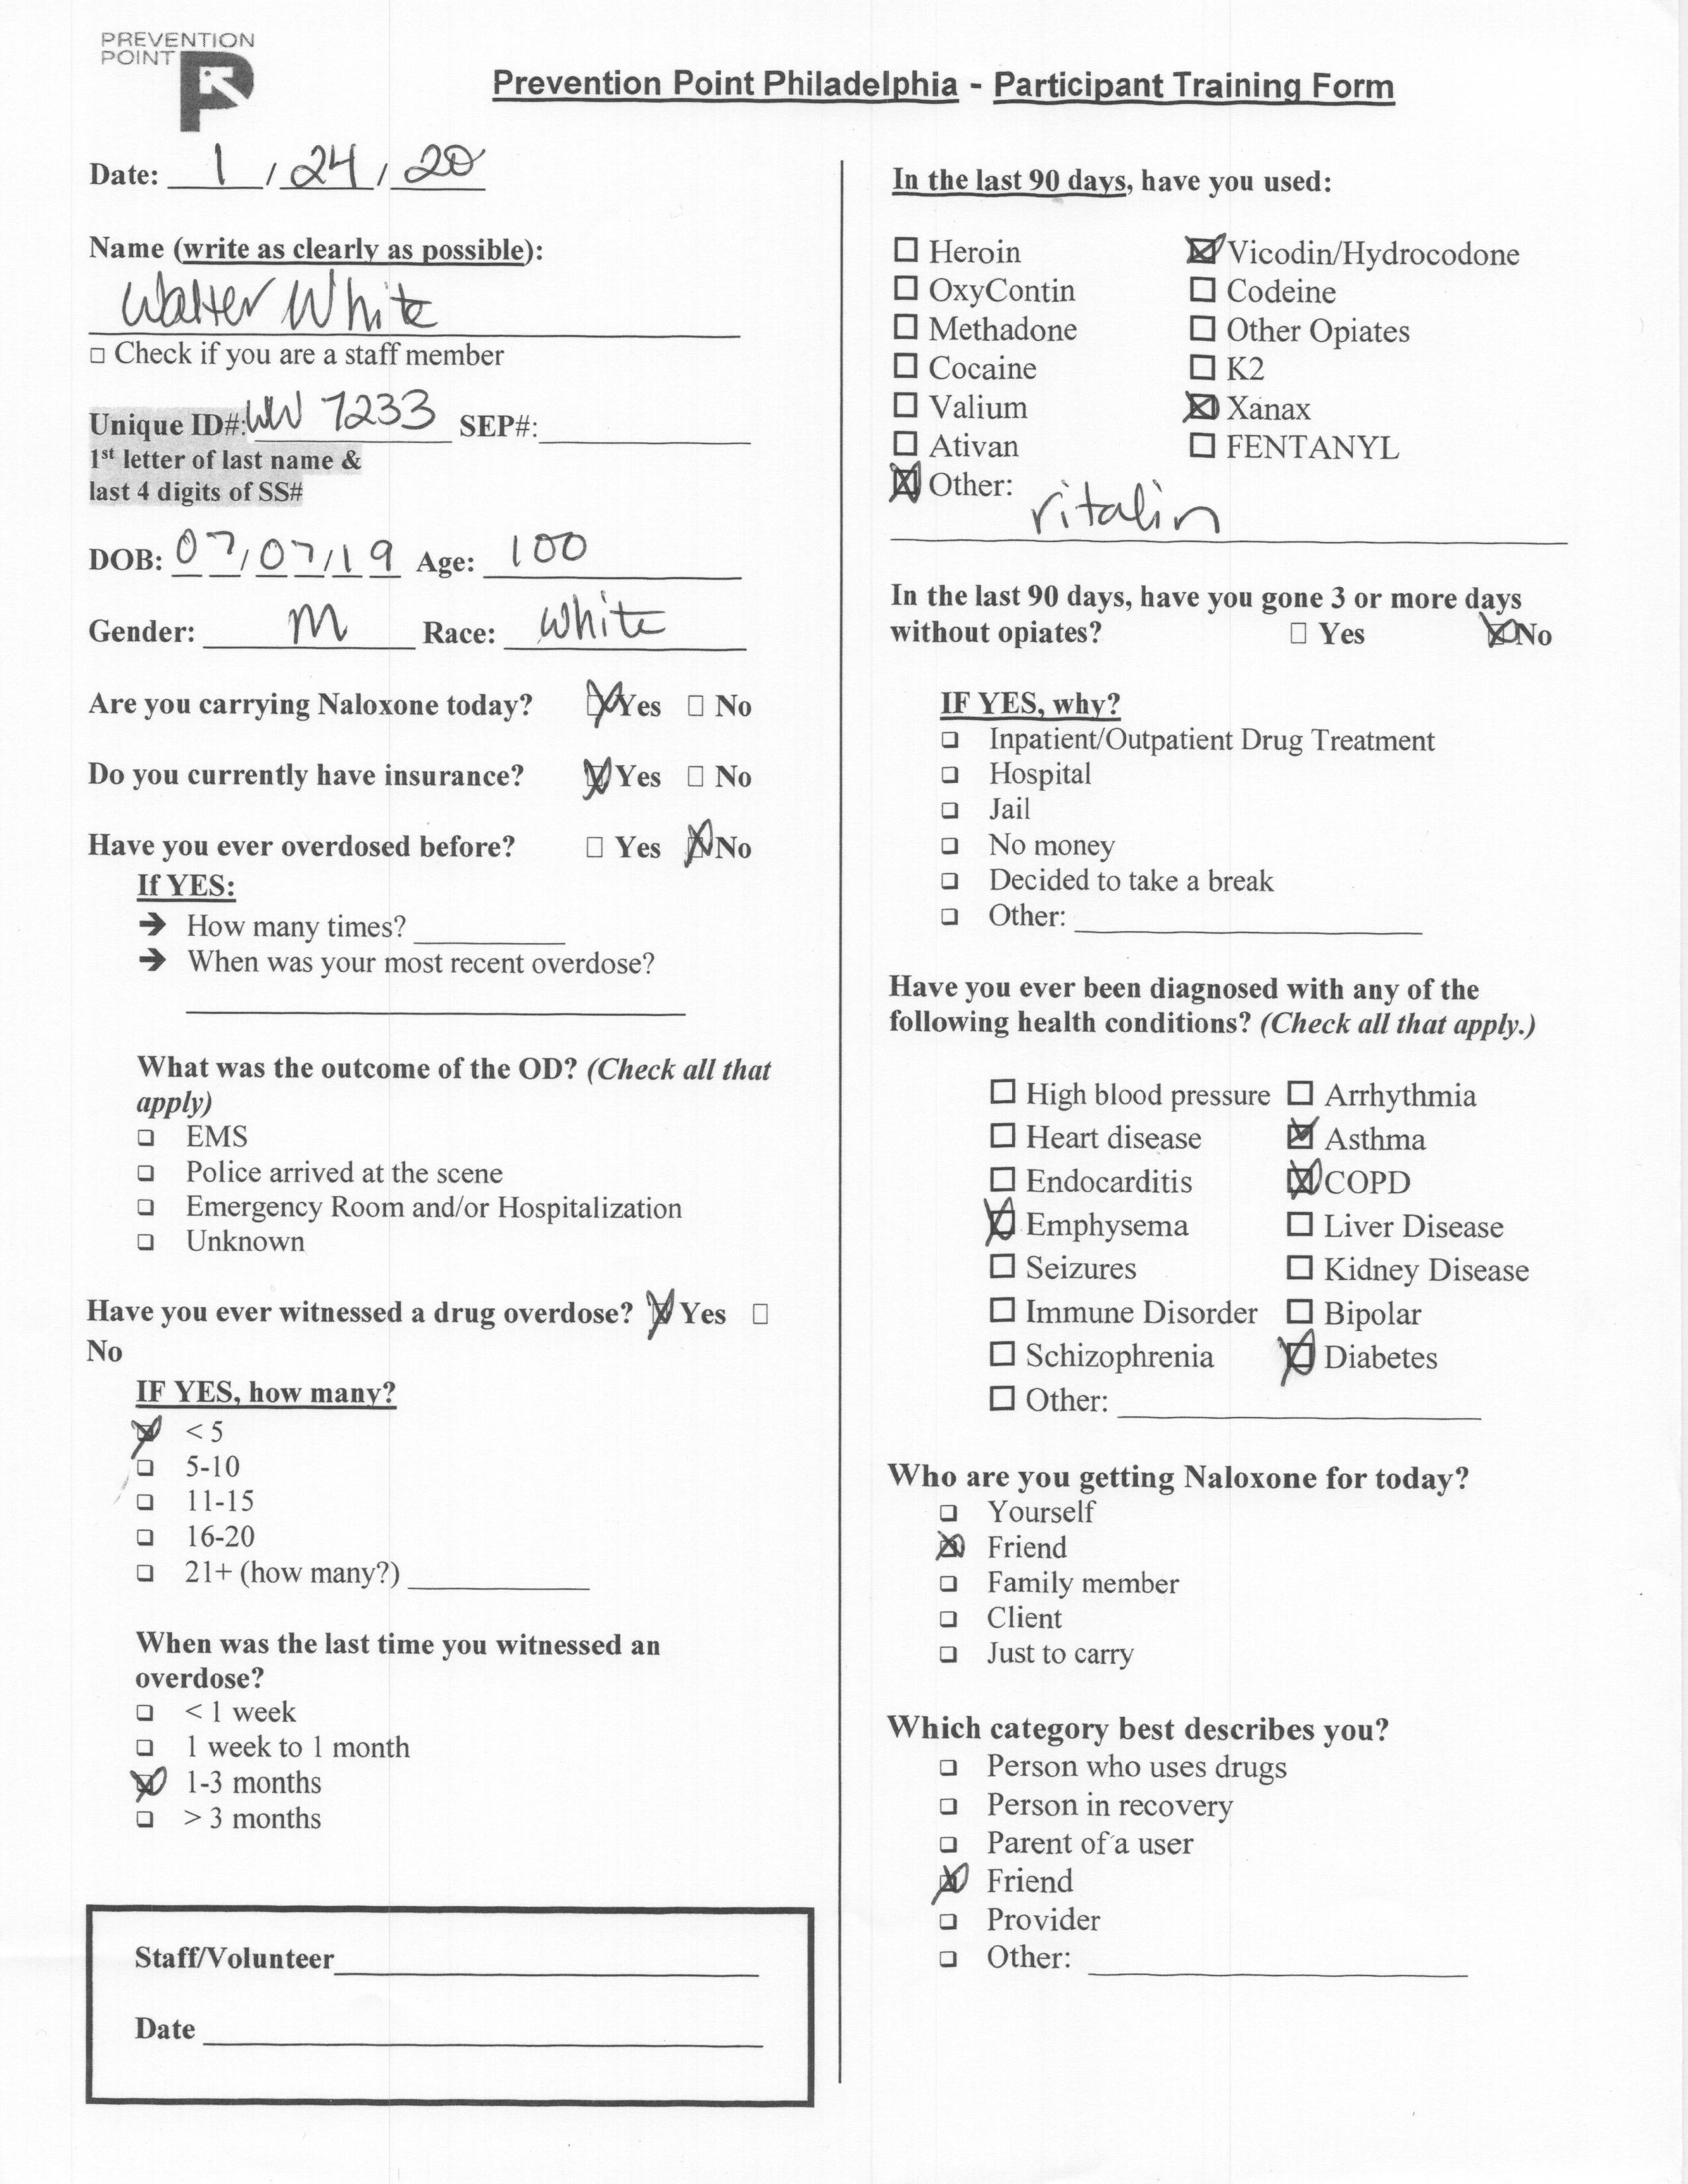 PREVENTION
POINT
Prevention Point Philadelphia - Participant Training Form
Date: 1 / 24 / 20
Name (write as clearly as possible):
Walter White
□ Check if you are a staff member
Unique ID#: WW 7233 SEP#:
1st letter of last name &
last 4 digits of SS#
DOB: 07/07/19 Age: 100
Gender: M Race: White
Are you carrying Naloxone today? ☒ Yes □ No
Do you currently have insurance? ☒ Yes □ No
Have you ever overdosed before? □ Yes ☒ No
If YES:
➔ How many times?
➔ When was your most recent overdose?
What was the outcome of the OD? (Check all that
apply)
❑ EMS
❑ Police arrived at the scene
❑ Emergency Room and/or Hospitalization
❑ Unknown
Have you ever witnessed a drug overdose? ☒ Yes □
No
IF YES, how many?
☒ < 5
❑ 5-10
❑ 11-15
❑ 16-20
❑ 21+ (how many?)
When was the last time you witnessed an
overdose?
❑ < 1 week
❑ 1 week to 1 month
☒ 1-3 months
❑ > 3 months
Staff/Volunteer
Date
In the last 90 days, have you used:
□ Heroin ☒ Vicodin/Hydrocodone
□ OxyContin □ Codeine
□ Methadone □ Other Opiates
□ Cocaine □ K2
□ Valium ☒ Xanax
□ Ativan □ FENTANYL
☒ Other: ritalin
In the last 90 days, have you gone 3 or more days
without opiates? □ Yes ☒ No
IF YES, why?
❑ Inpatient/Outpatient Drug Treatment
❑ Hospital
❑ Jail
❑ No money
❑ Decided to take a break
❑ Other:
Have you ever been diagnosed with any of the
following health conditions? (Check all that apply.)
□ High blood pressure □ Arrhythmia
□ Heart disease ☒ Asthma
□ Endocarditis ☒ COPD
☒ Emphysema □ Liver Disease
□ Seizures □ Kidney Disease
□ Immune Disorder □ Bipolar
□ Schizophrenia ☒ Diabetes
□ Other:
Who are you getting Naloxone for today?
❑ Yourself
☒ Friend
❑ Family member
❑ Client
❑ Just to carry
Which category best describes you?
❑ Person who uses drugs
❑ Person in recovery
❑ Parent of a user
☒ Friend
❑ Provider
❑ Other: